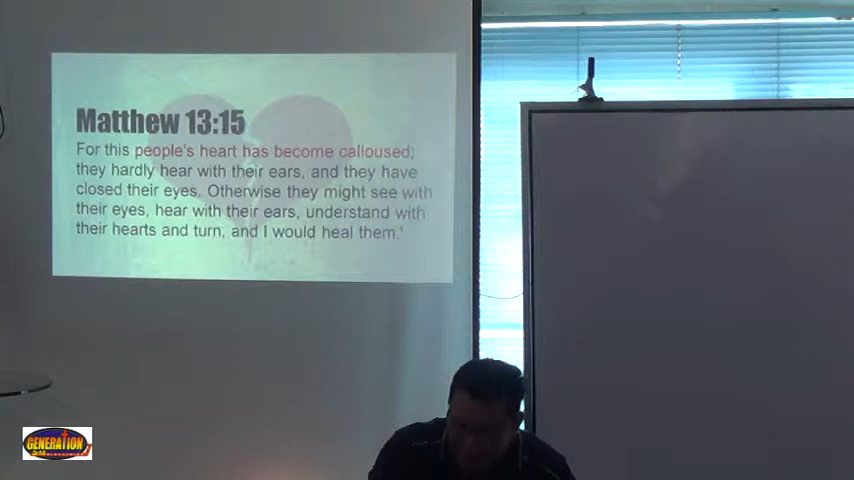 Matthew 13:15
For this people's heart has become calloused;
they hardly hear with their ears, and they have
closed their eyes. Otherwise they might see with
their eyes, hear with their ears, understand with
their hearts and turn, and I would heal them.'
GENERATION